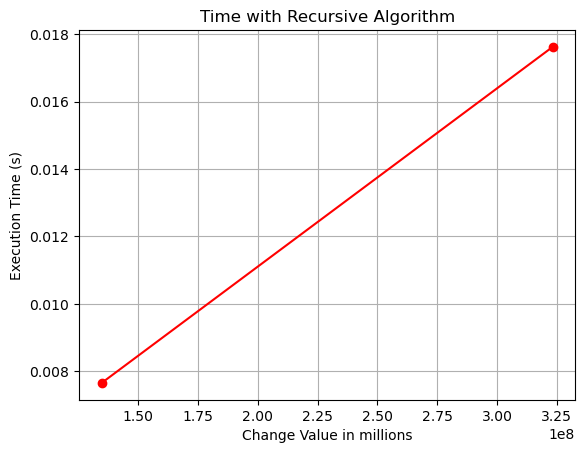 Time with Recursive Algorithm
Execution Time (s)
0.018
0.016
0.014
0.012
0.010
0.008
1.50 1.75 2.00 2.25 2.50 2.75 3.00 3.25
1e8
Change Value in millions